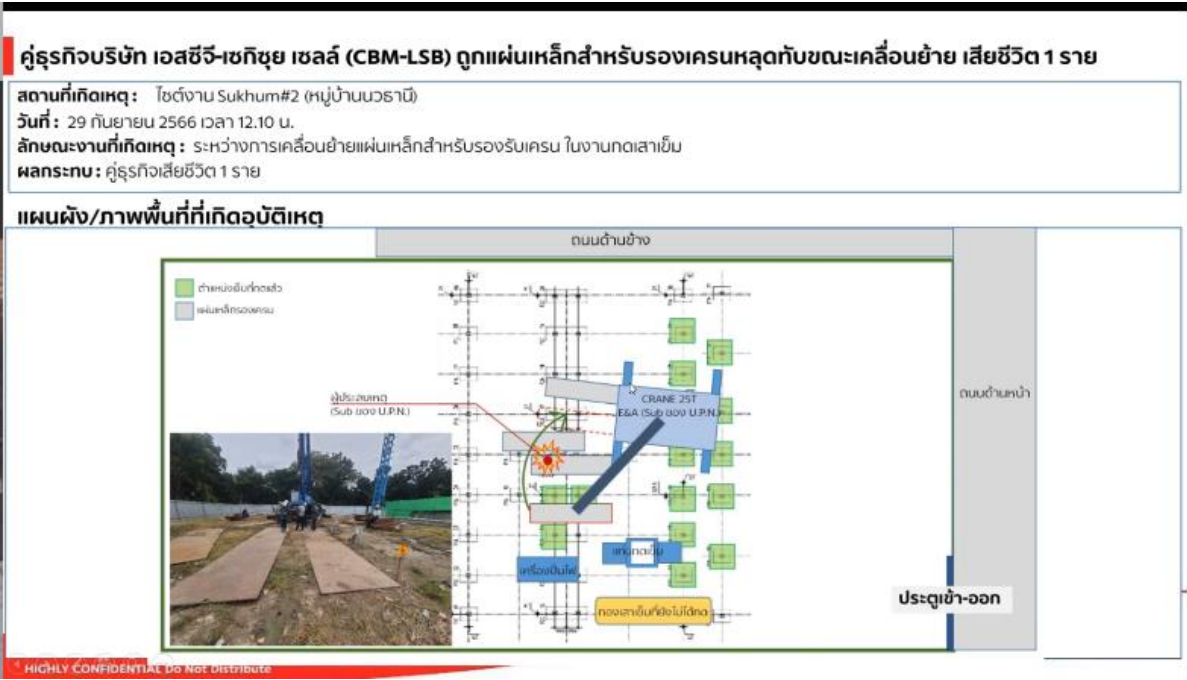 คู่ธุรกิจบริษัท เอสซีจี-เซกิซุย เซลล์ (CBM-LSB) ถูกแผ่นเหล็กสำหรับรองเครนหลุดทับขณะเคลื่อนย้าย เสียชีวิต 1 ราย
สถานที่เกิดเหตุ : ไซต์งาน Sukhum#2 (หมู่บ้านนวธานี)
วันที่ : 29 กันยายน 2566 เวลา 12.10 น.
ลักษณะงานที่เกิดเหตุ : ระหว่างการเคลื่อนย้ายแผ่นเหล็กสำหรับรองรับเครน ในงานกดเสาเข็ม
ผลกระทบ : คู่ธุรกิจเสียชีวิต 1 ราย
แผนผัง/ภาพพื้นที่ที่เกิดอุบัติเหตุ
ถนนด้านข้าง
ตำแหน่งเข็มที่กดแล้ว
แผ่นเหล็กรองเครน
ผู้ประสบเหตุ
(Sub ของ U.P.N.)
CRANE 25T
E&A (Sub ของ U.P.N.)
ถนนด้านหน้า
แท่นกดเข็ม
เครื่องปั่นไฟ
กองเสาเข็มที่ยังไม่ได้กด
ประตูเข้า-ออก
HIGHLY CONFIDENTIAL Do Not Distribute